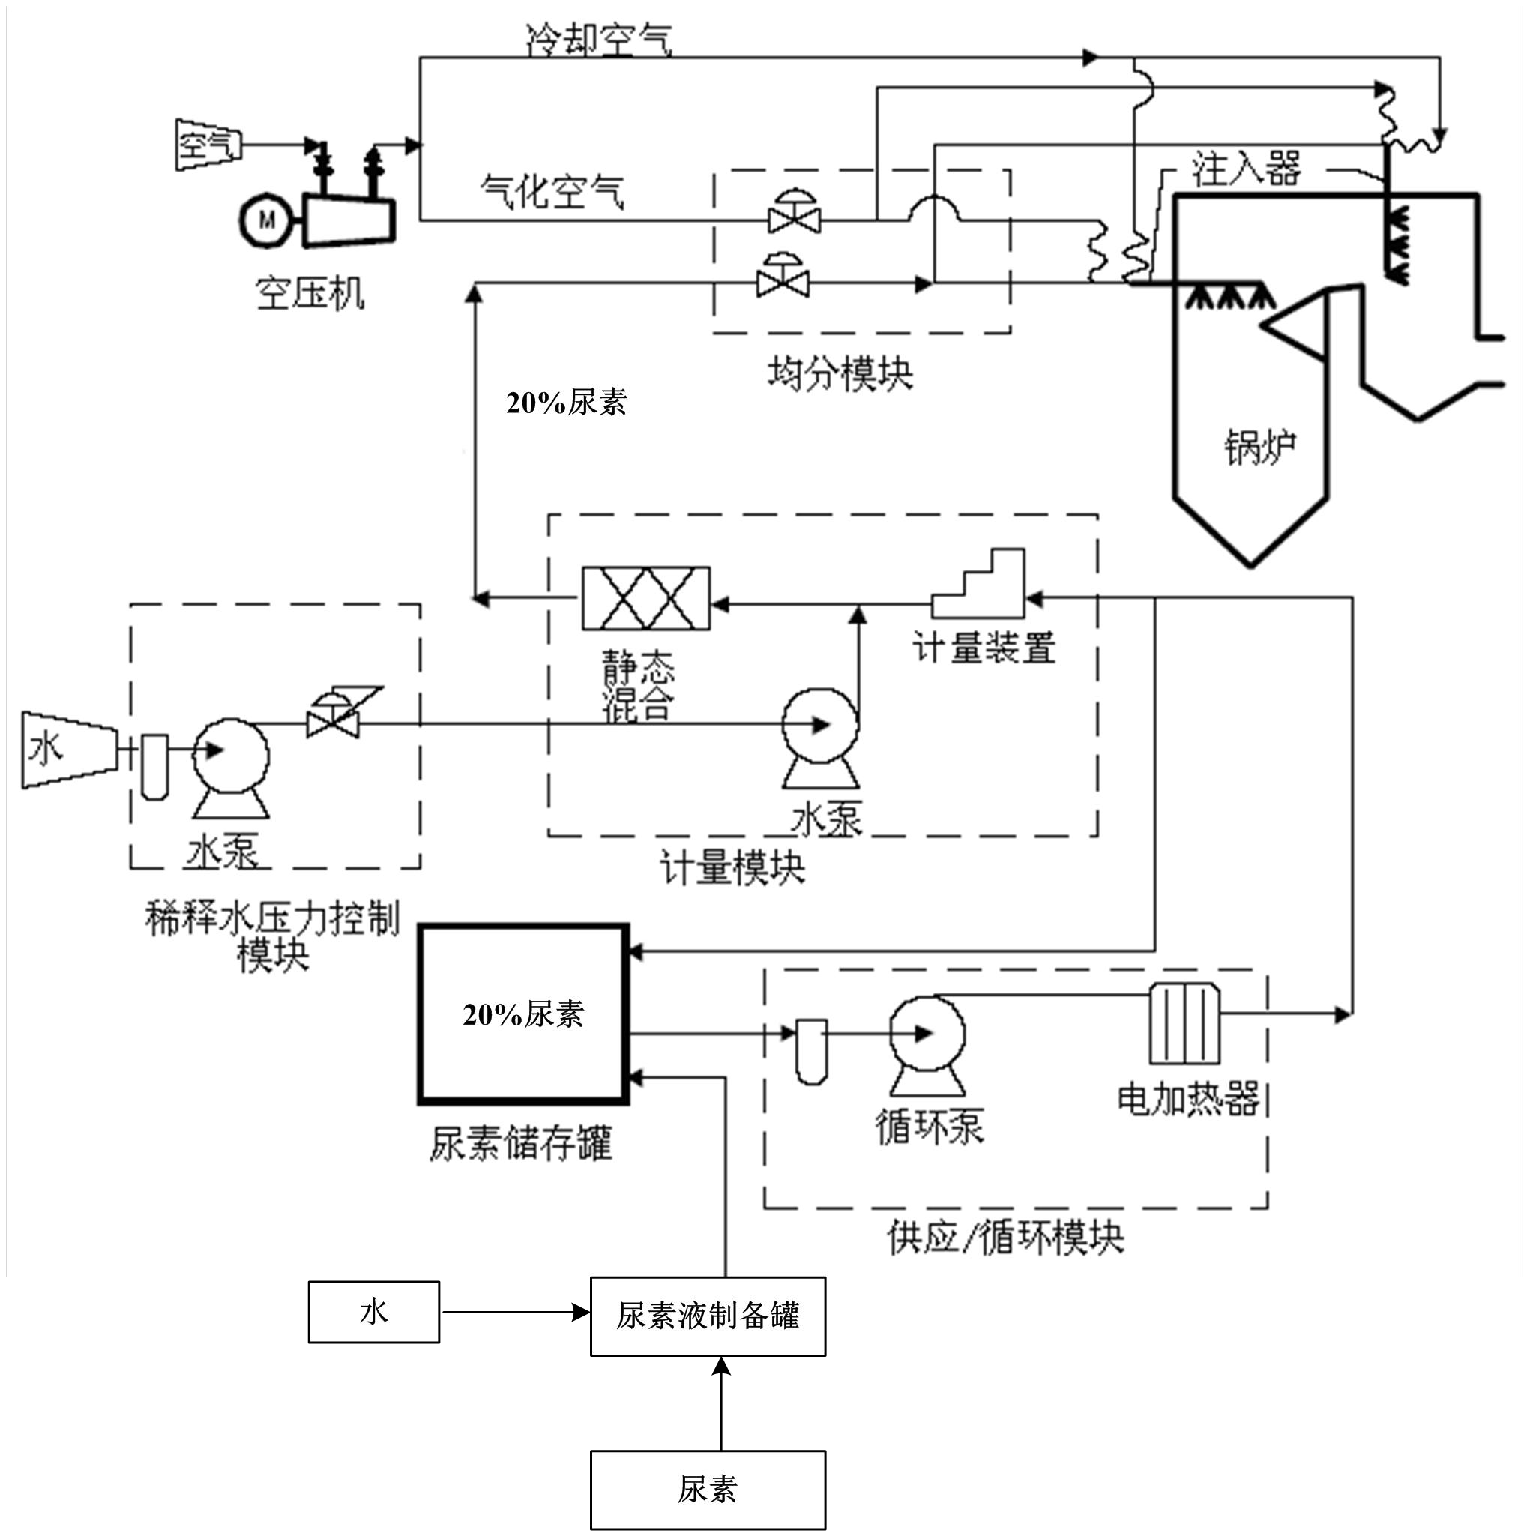 冷却空气
空气
注入器
气化空气
M
空压机
均分模块
20%尿素
锅炉
计量装置
静态
混合
水
水泵
水泵
计量模块
稀释水压力控制
模块
20%尿素
电加热器
循环泵
尿素储存罐
供应/循环模块
水
尿素液制备罐
尿素